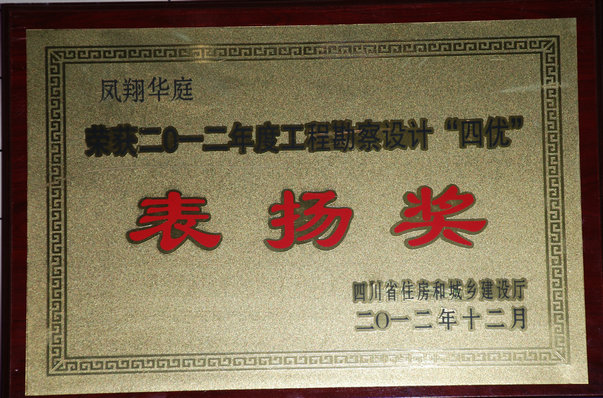 凤翔华庭
荣获二〇一二年度工程勘察设计“四优”
表扬奖
四川省住房和城乡建设厅
二〇一二年十二月